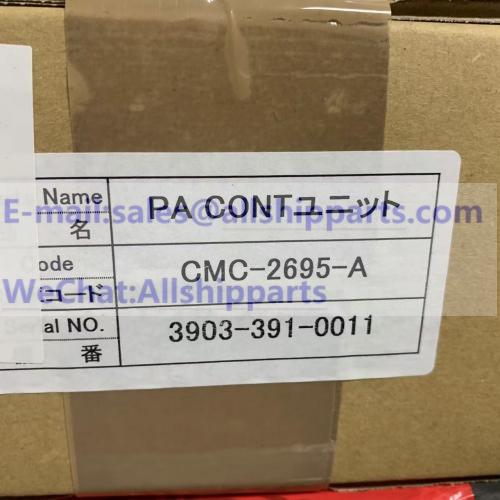 Name PA CONTユニット
E-mail:sales@allshipparts.com
名
ode CMC-2695-A
WeChat:Allshipparts
コード
al NO. 3903-391-0011
番